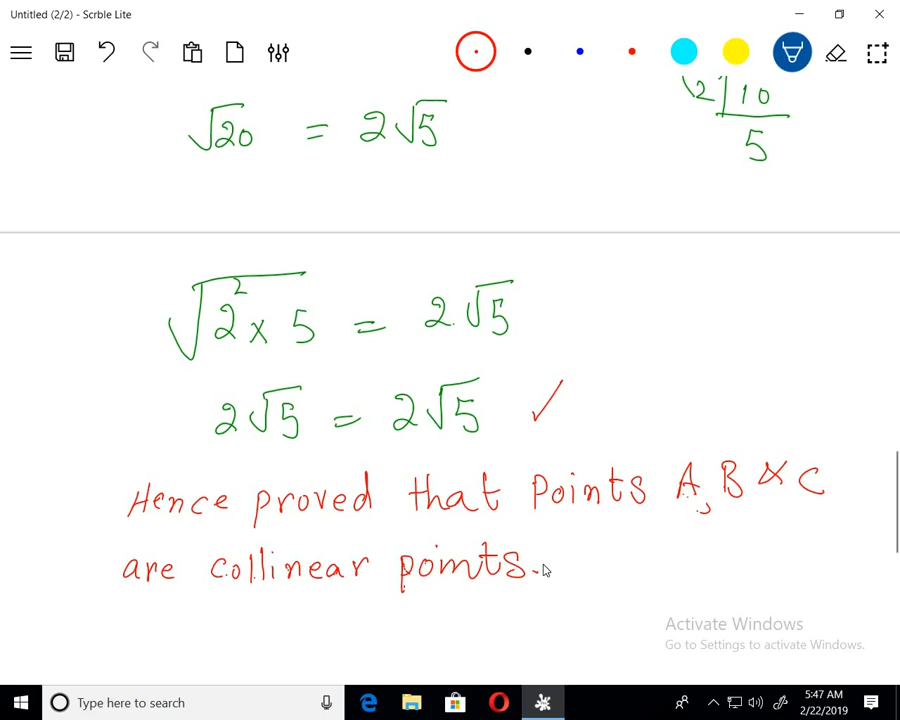 Untitled (2/2) - Scrble Lite
2 | 10
√20 = 2√5
5
√2² × 5 = 2.√5
2√5 = 2√5 ✓
Hence proved that Points A, B & C
are collinear points.
Activate Windows
Go to Settings to activate Windows.
Type here to search
5:47 AM
2/22/2019